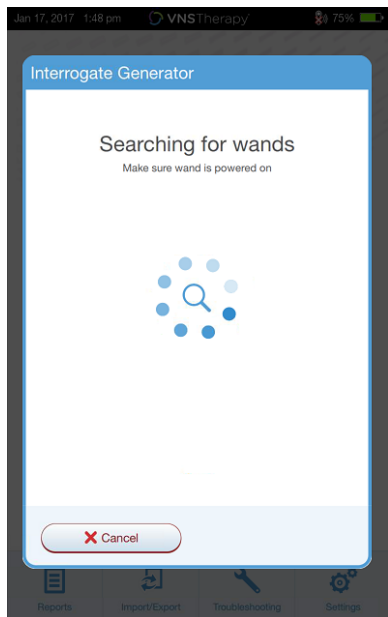 Jan 17, 2017 1:48 pm VNSTherapy 75%
Interrogate Generator
Searching for wands
Make sure wand is powered on
Cancel
Reports Import/Export Troubleshooting Settings